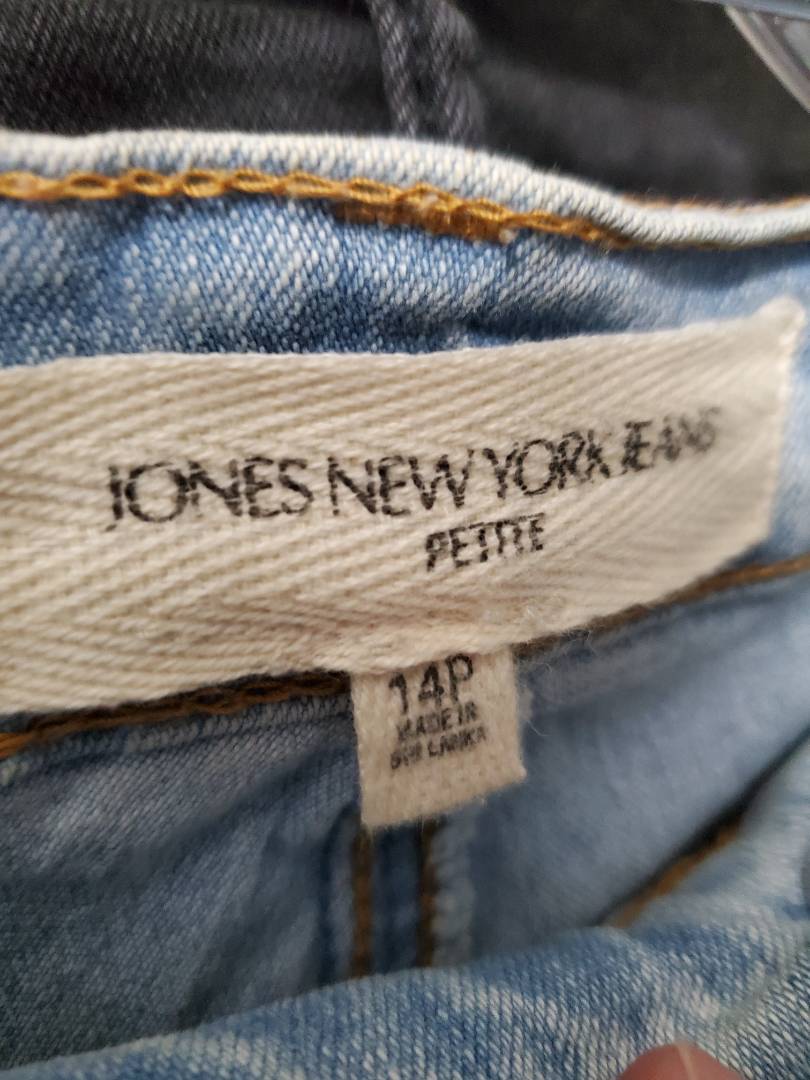 JONES NEW YORK JEANS
PETITE
14P
MADE IN
SRI LANKA